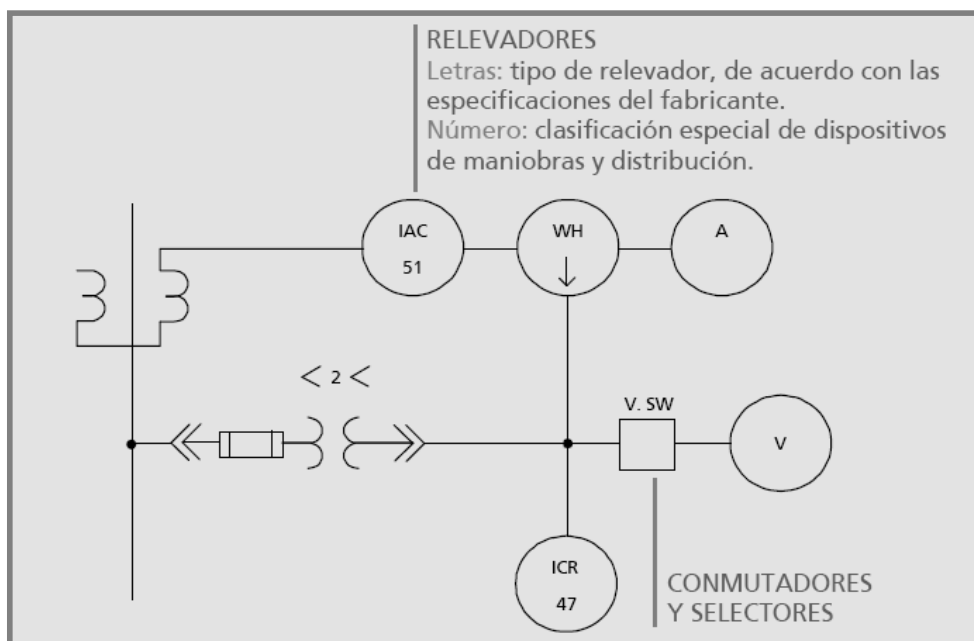 RELEVADORES
Letras: tipo de relevador, de acuerdo con las
especificaciones del fabricante.
Número: clasificación especial de dispositivos
de maniobras y distribución.
IAC
51
WH
A
< 2 <
V. SW
V
ICR
47
CONMUTADORES
Y SELECTORES